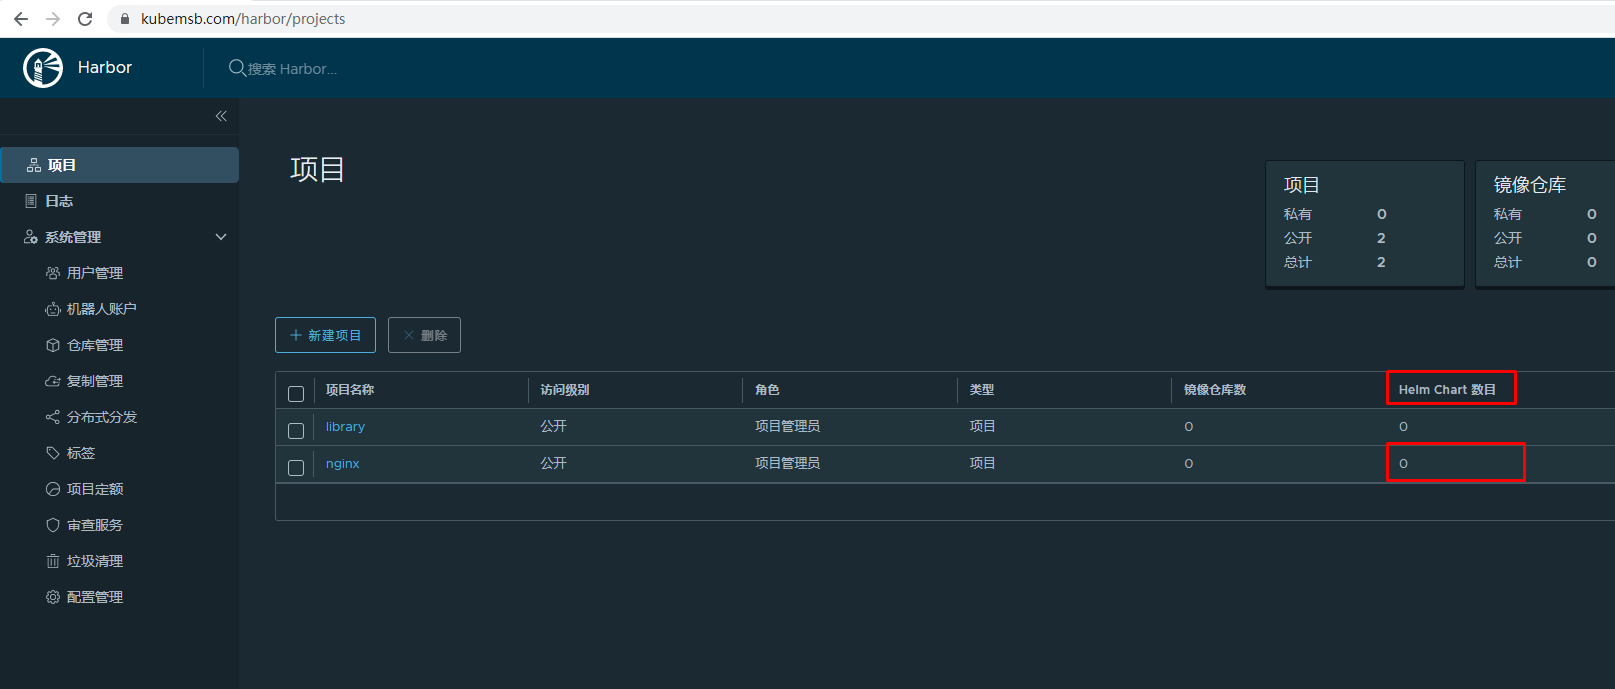 kubemsb.com/harbor/projects
Harbor
搜索 Harbor...
项目
日志
系统管理
用户管理
机器人账户
仓库管理
复制管理
分布式分发
标签
项目定额
审查服务
垃圾清理
配置管理
项目
项目
私有 0
公开 2
总计 2
镜像仓库
私有 0
公开 0
总计 0
新建项目 删除
项目名称 访问级别 角色 类型 镜像仓库数 Helm Chart 数目
library 公开 项目管理员 项目 0 0
nginx 公开 项目管理员 项目 0 0